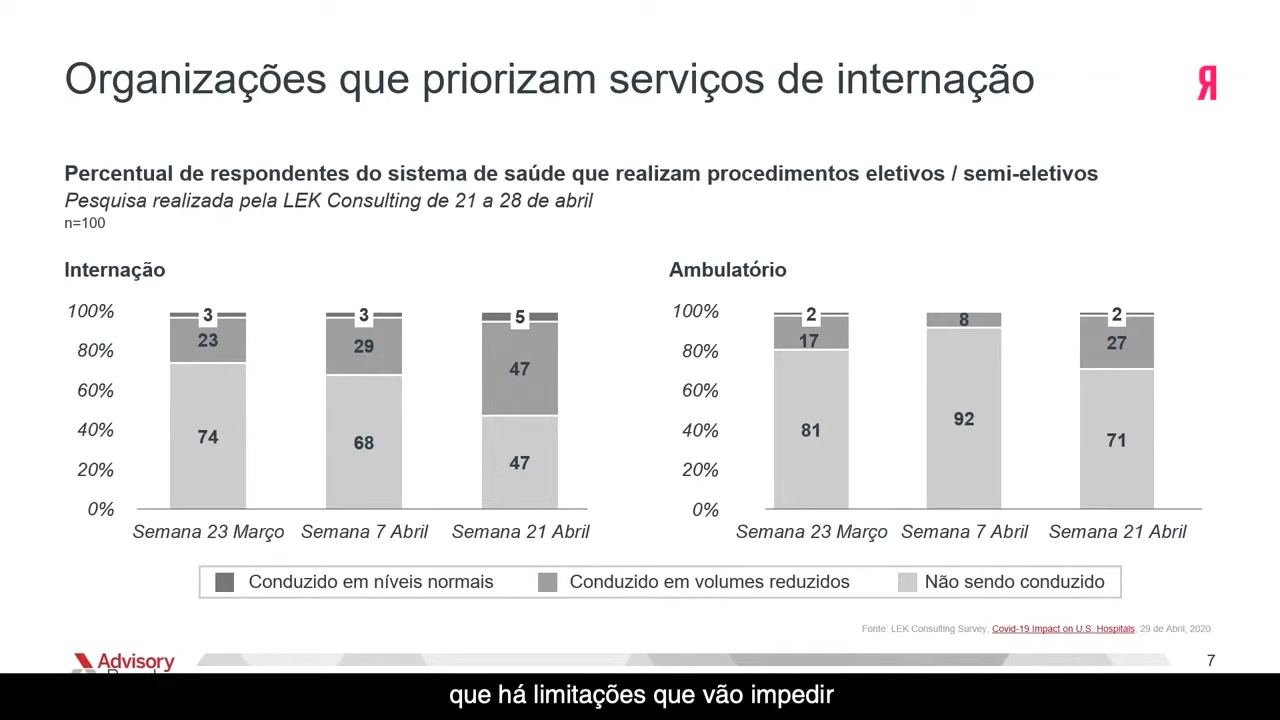 Organizações que priorizam serviços de internação
Я
Percentual de respondentes do sistema de saúde que realizam procedimentos eletivos / semi-eletivos
Pesquisa realizada pela LEK Consulting de 21 a 28 de abril
n=100
Internação
100%
80%
60%
40%
20%
0%
3
23
74
3
29
68
5
47
47
Semana 23 Março Semana 7 Abril Semana 21 Abril
Ambulatório
100%
80%
60%
40%
20%
0%
2
17
81
8
92
2
27
71
Semana 23 Março Semana 7 Abril Semana 21 Abril
Conduzido em níveis normais Conduzido em volumes reduzidos Não sendo conduzido
Fonte: LEK Consulting Survey, Covid-19 Impact on U.S. Hospitals, 29 de Abril, 2020.
Advisory
7
que há limitações que vão impedir